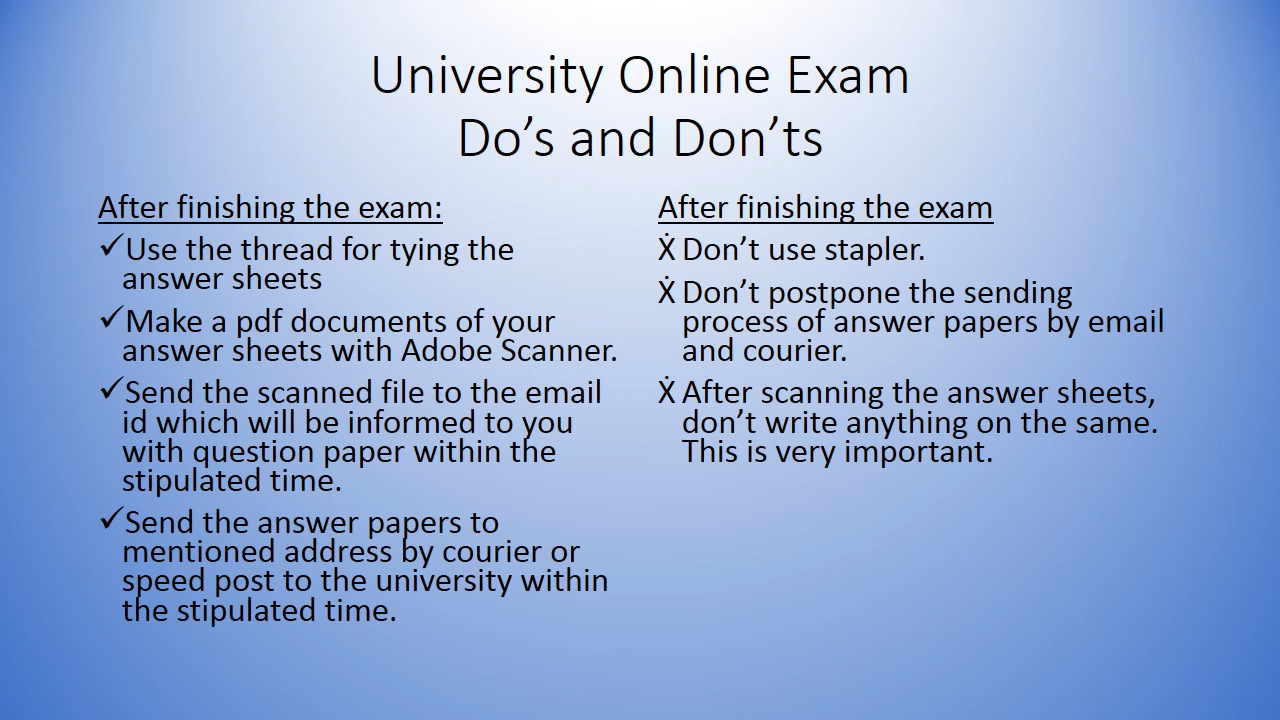 University Online Exam
Do’s and Don’ts
After finishing the exam:
✓Use the thread for tying the
answer sheets
✓Make a pdf documents of your
answer sheets with Adobe Scanner.
✓Send the scanned file to the email
id which will be informed to you
with question paper within the
stipulated time.
✓Send the answer papers to
mentioned address by courier or
speed post to the university within
the stipulated time.
After finishing the exam
Ẋ Don’t use stapler.
Ẋ Don’t postpone the sending
process of answer papers by email
and courier.
Ẋ After scanning the answer sheets,
don’t write anything on the same.
This is very important.